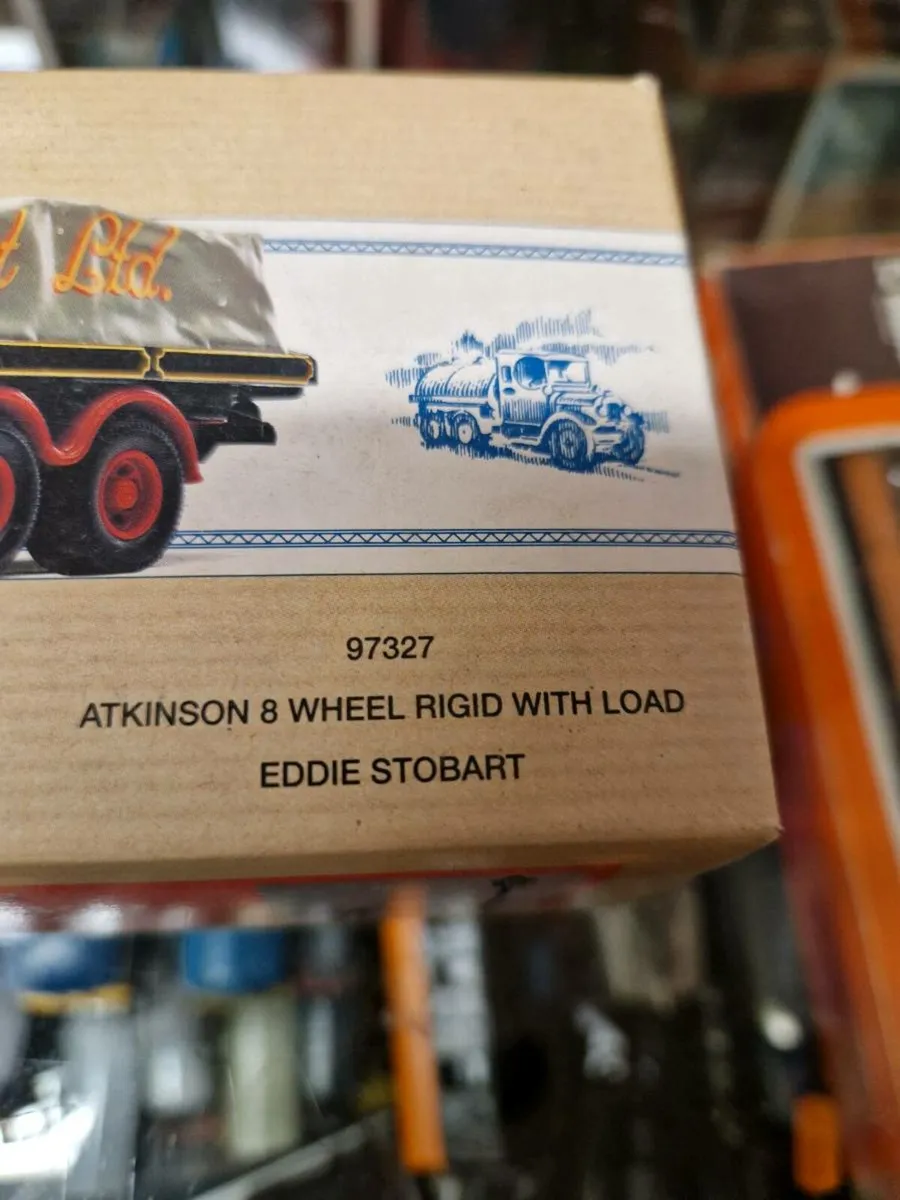 t Ltd.
97327
ATKINSON 8 WHEEL RIGID WITH LOAD
EDDIE STOBART